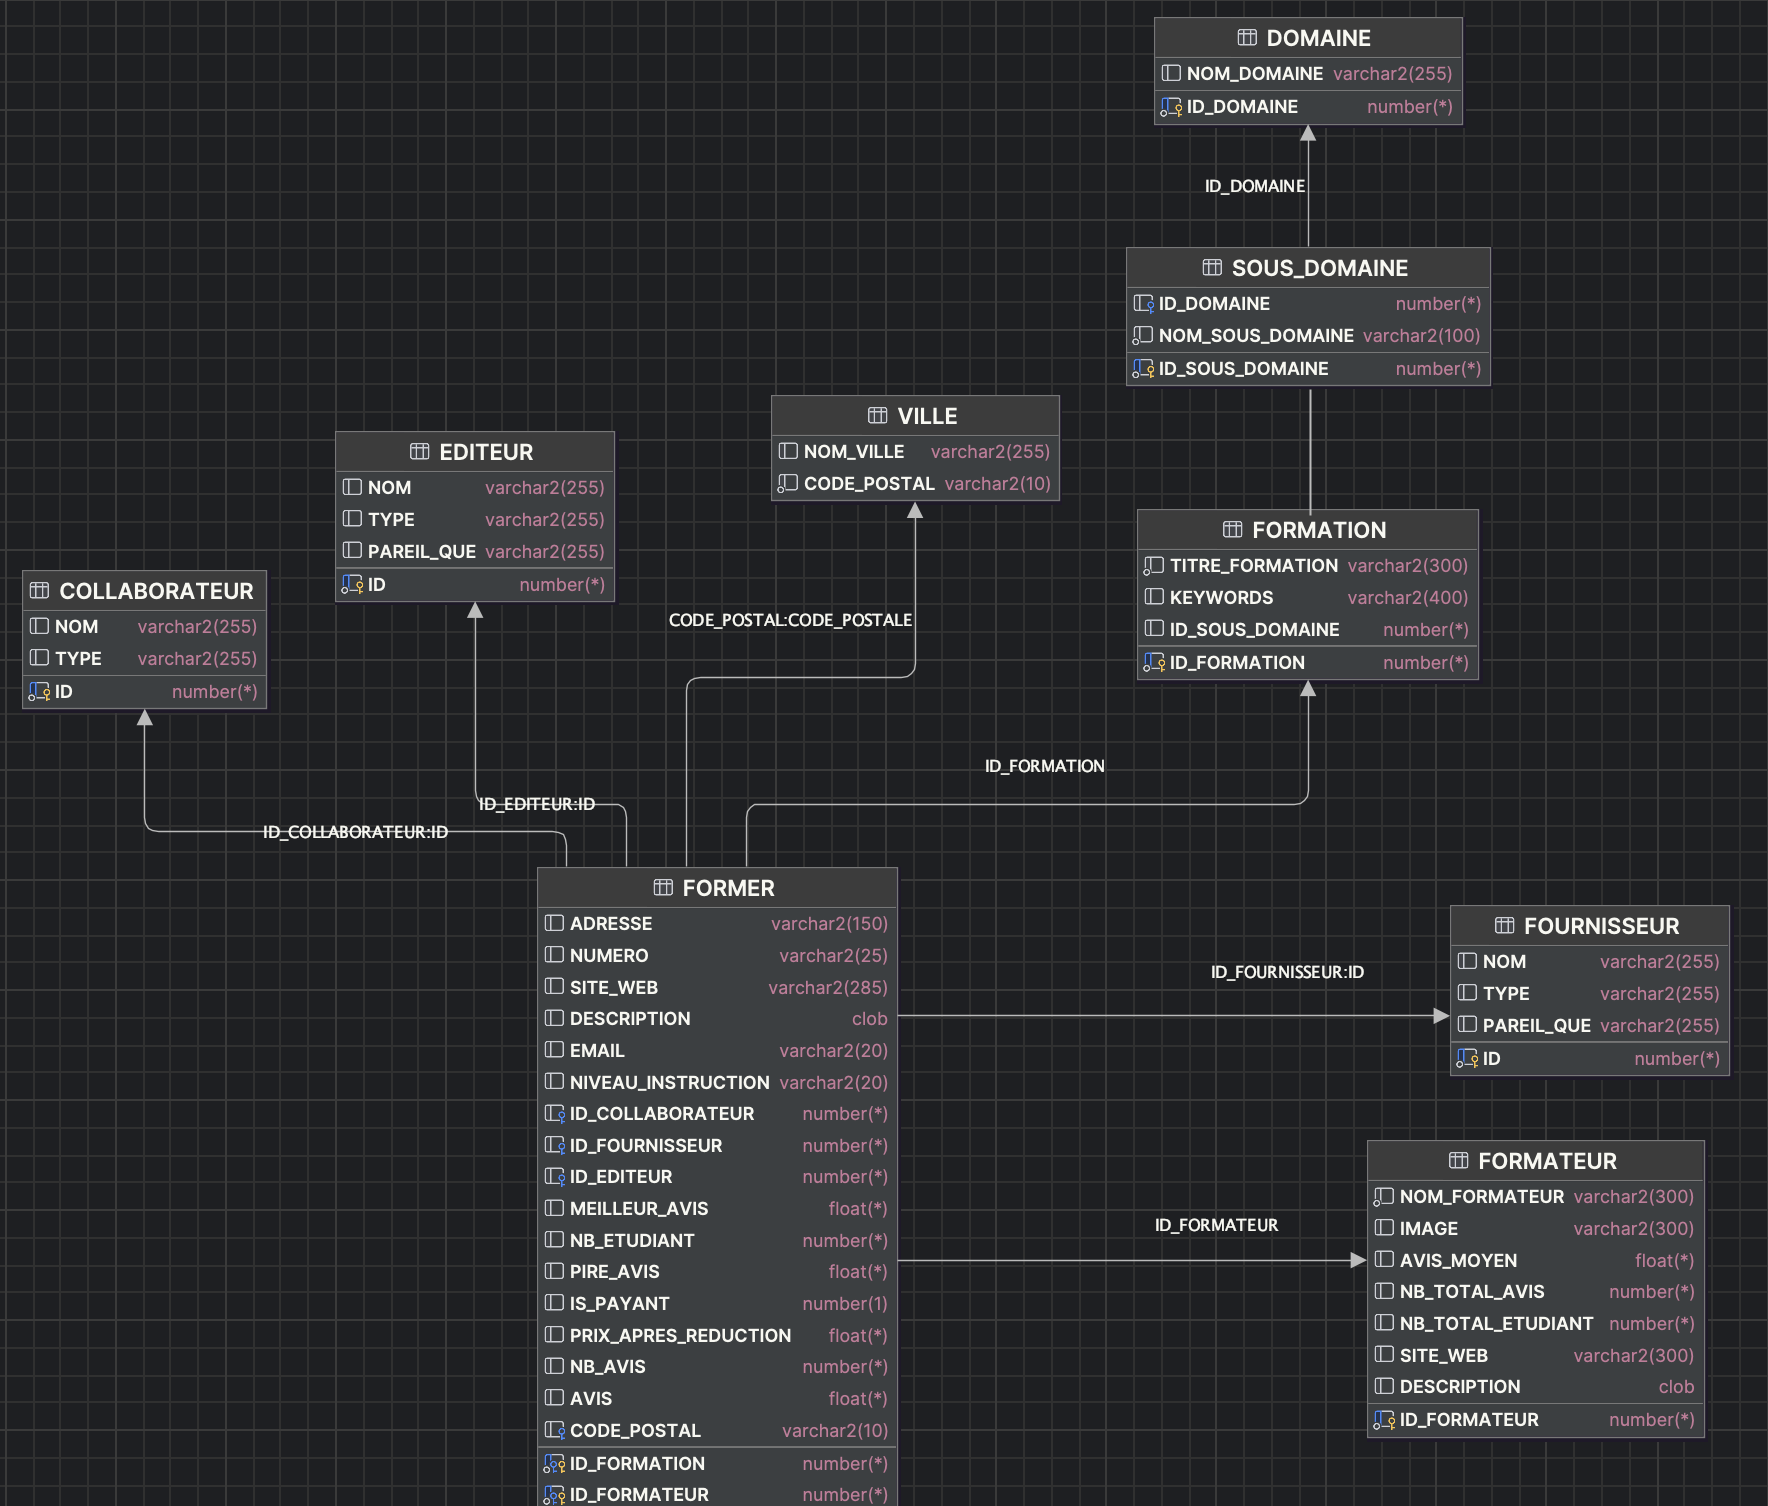 DOMAINE
NOM_DOMAINE varchar2(255)
ID_DOMAINE number(*)
ID_DOMAINE
SOUS_DOMAINE
ID_DOMAINE number(*)
NOM_SOUS_DOMAINE varchar2(100)
ID_SOUS_DOMAINE number(*)
VILLE
NOM_VILLE varchar2(255)
CODE_POSTAL varchar2(10)
EDITEUR
NOM varchar2(255)
TYPE varchar2(255)
PAREIL_QUE varchar2(255)
ID number(*)
FORMATION
TITRE_FORMATION varchar2(300)
KEYWORDS varchar2(400)
ID_SOUS_DOMAINE number(*)
ID_FORMATION number(*)
COLLABORATEUR
NOM varchar2(255)
TYPE varchar2(255)
ID number(*)
CODE_POSTAL:CODE_POSTALE
ID_FORMATION
ID_EDITEUR:ID
ID_COLLABORATEUR:ID
FORMER
ADRESSE varchar2(150)
NUMERO varchar2(25)
SITE_WEB varchar2(285)
DESCRIPTION clob
EMAIL varchar2(20)
NIVEAU_INSTRUCTION varchar2(20)
ID_COLLABORATEUR number(*)
ID_FOURNISSEUR number(*)
ID_EDITEUR number(*)
MEILLEUR_AVIS float(*)
NB_ETUDIANT number(*)
PIRE_AVIS float(*)
IS_PAYANT number(1)
PRIX_APRES_REDUCTION float(*)
NB_AVIS number(*)
AVIS float(*)
CODE_POSTAL varchar2(10)
ID_FORMATION number(*)
ID_FORMATEUR number(*)
ID_FOURNISSEUR:ID
FOURNISSEUR
NOM varchar2(255)
TYPE varchar2(255)
PAREIL_QUE varchar2(255)
ID number(*)
ID_FORMATEUR
FORMATEUR
NOM_FORMATEUR varchar2(300)
IMAGE varchar2(300)
AVIS_MOYEN float(*)
NB_TOTAL_AVIS number(*)
NB_TOTAL_ETUDIANT number(*)
SITE_WEB varchar2(300)
DESCRIPTION clob
ID_FORMATEUR number(*)